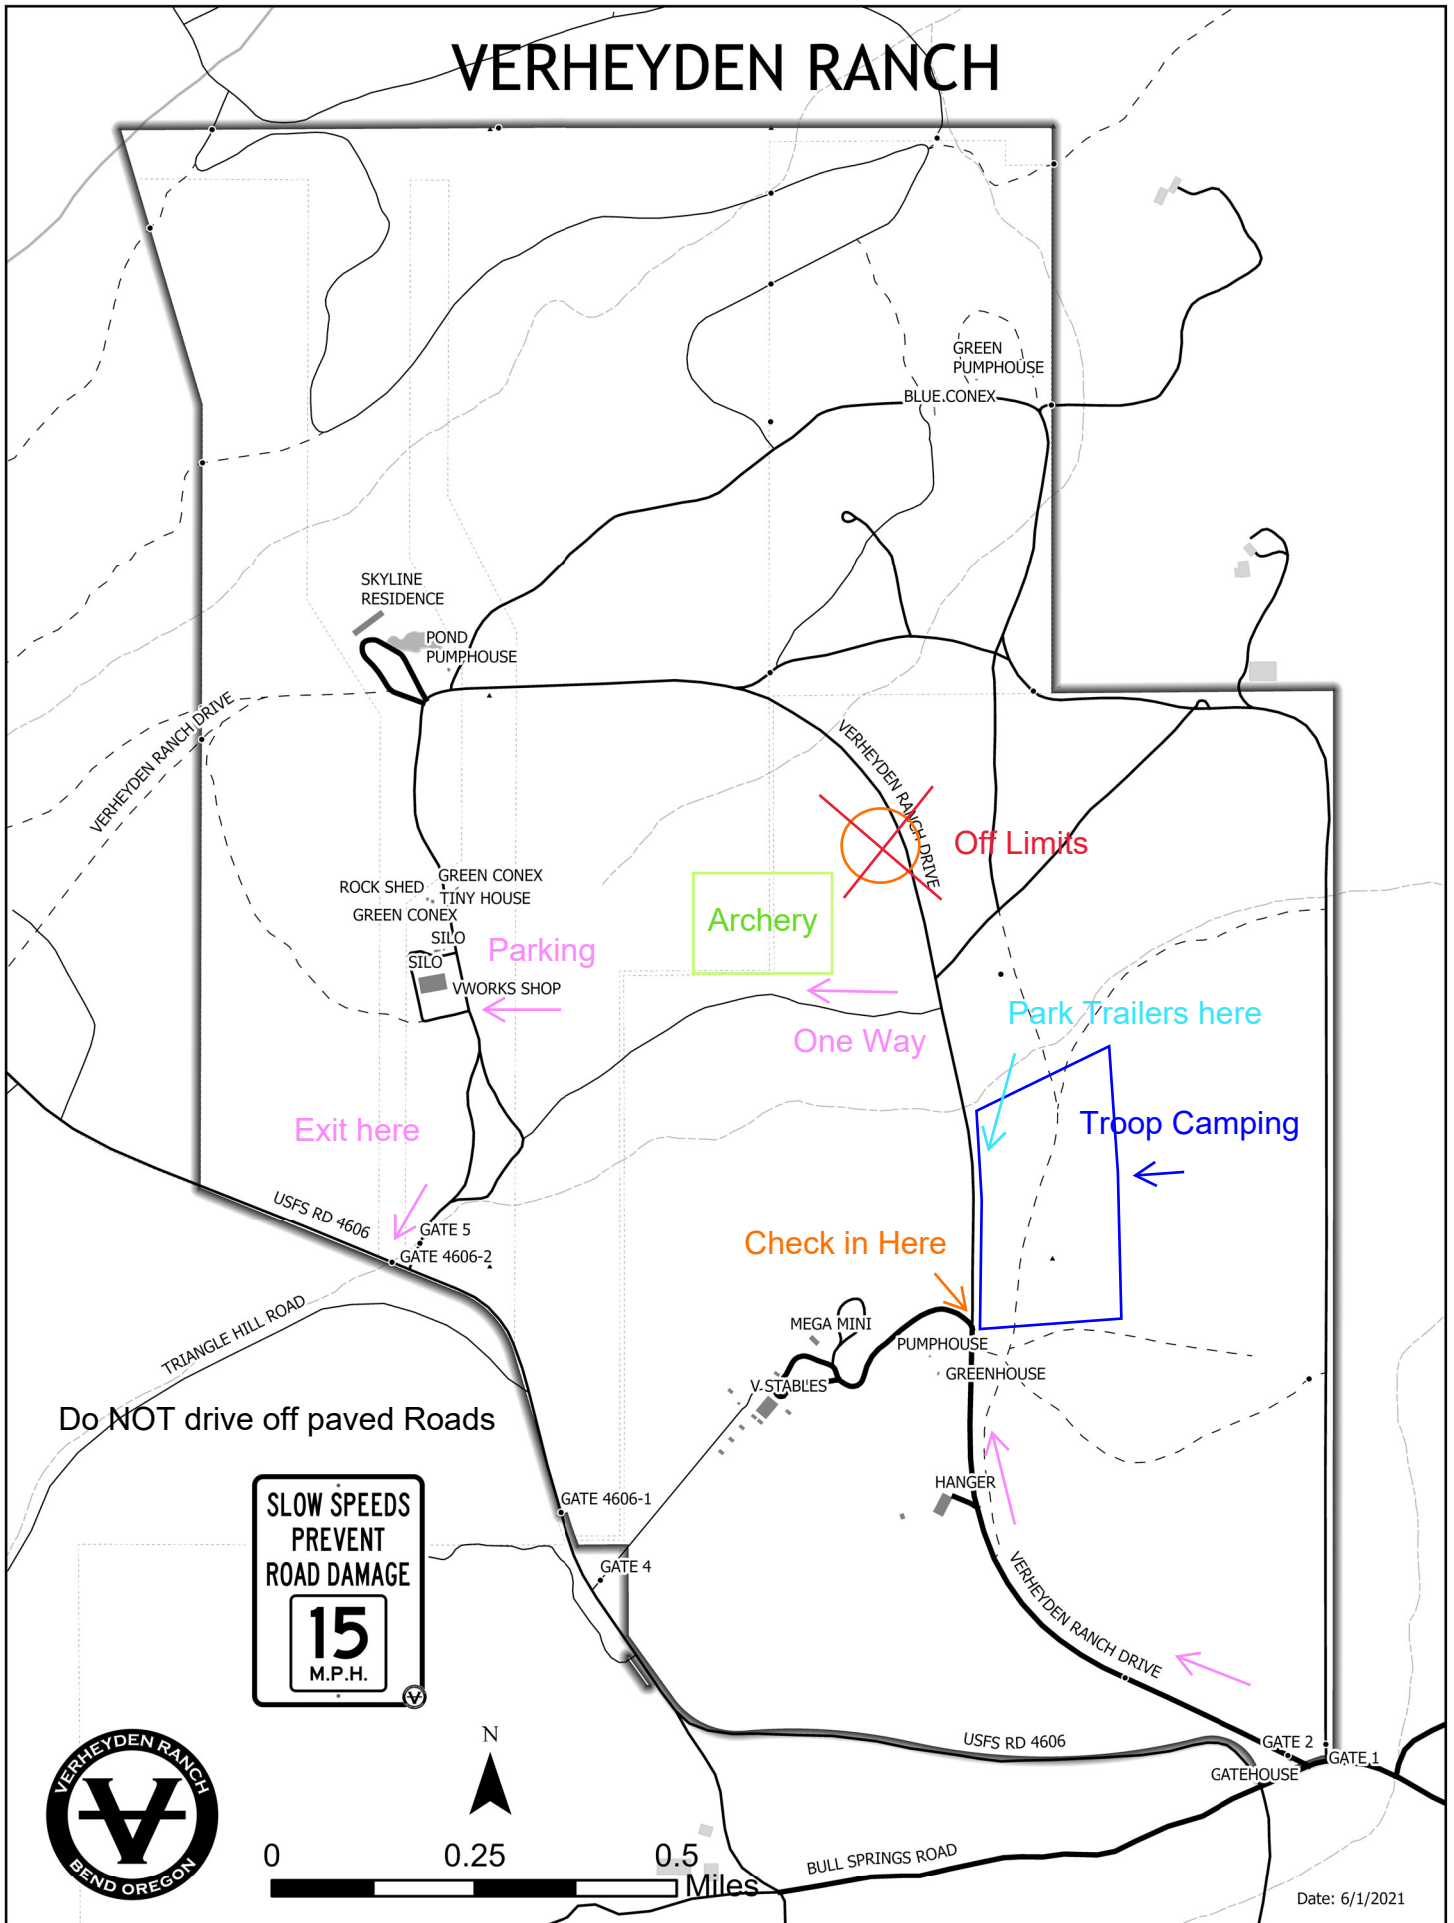 VERHEYDEN RANCH
GREEN
PUMPHOUSE
BLUE.CONEX
SKYLINE
RESIDENCE
POND
PUMPHOUSE
VERHEYDEN RANCH DRIVE
VERHEYDEN RANCH DRIVE
Off Limits
ROCK SHED
GREEN CONEX
TINY HOUSE
GREEN CONEX
Archery
SILO
Parking
SILO
VWORKS SHOP
Park Trailers here
One Way
Exit here
Troop Camping
USFS RD 4606
GATE 5
GATE 4606-2
Check in Here
TRIANGLE HILL ROAD
MEGA MINI
PUMPHOUSE
GREENHOUSE
V.STABLES
Do NOT drive off paved Roads
HANGER
GATE 4606-1
SLOW SPEEDS
PREVENT
ROAD DAMAGE
15
M.P.H.
GATE 4
VERHEYDEN RANCH DRIVE
N
USFS RD 4606
GATE 2
GATE 1
GATEHOUSE
VERHEYDEN RANCH
BEND OREGON
0 0.25 0.5
Miles
BULL SPRINGS ROAD
Date: 6/1/2021